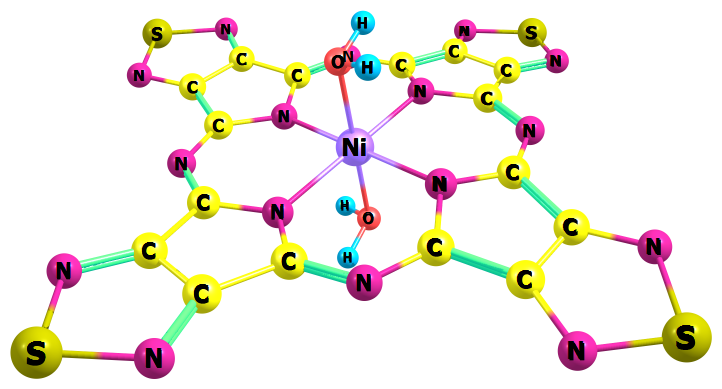 H
S N N S
C N C
O H C N
N C C
C N C
C N N
Ni
N C
N
C H N O
C
C C N
C H
N C N C
S N N S